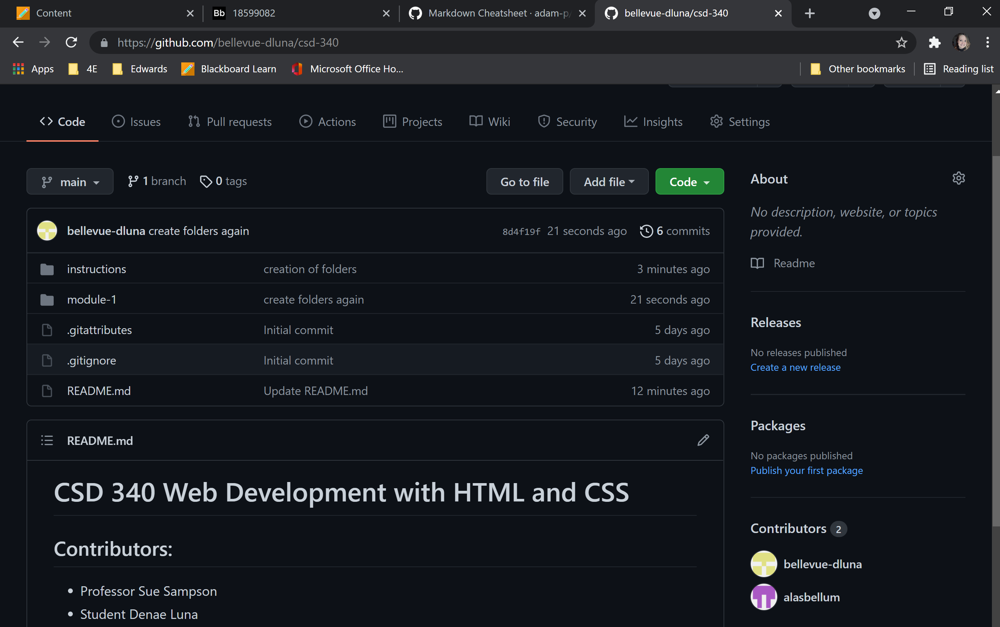 Content
Bb 18599082
Markdown Cheatsheet · adam-p/
bellevue-dluna/csd-340
https://github.com/bellevue-dluna/csd-340
Apps 4E Edwards Blackboard Learn Microsoft Office Ho... Other bookmarks Reading list
Code Issues Pull requests Actions Projects Wiki Security Insights Settings
main 1 branch 0 tags Go to file Add file Code
bellevue-dluna create folders again 8d4f19f 21 seconds ago 6 commits
instructions creation of folders 3 minutes ago
module-1 create folders again 21 seconds ago
.gitattributes Initial commit 5 days ago
.gitignore Initial commit 5 days ago
README.md Update README.md 12 minutes ago
README.md
CSD 340 Web Development with HTML and CSS
Contributors:
Professor Sue Sampson
Student Denae Luna
About
No description, website, or topics
provided.
Readme
Releases
No releases published
Create a new release
Packages
No packages published
Publish your first package
Contributors 2
bellevue-dluna
alasbellum